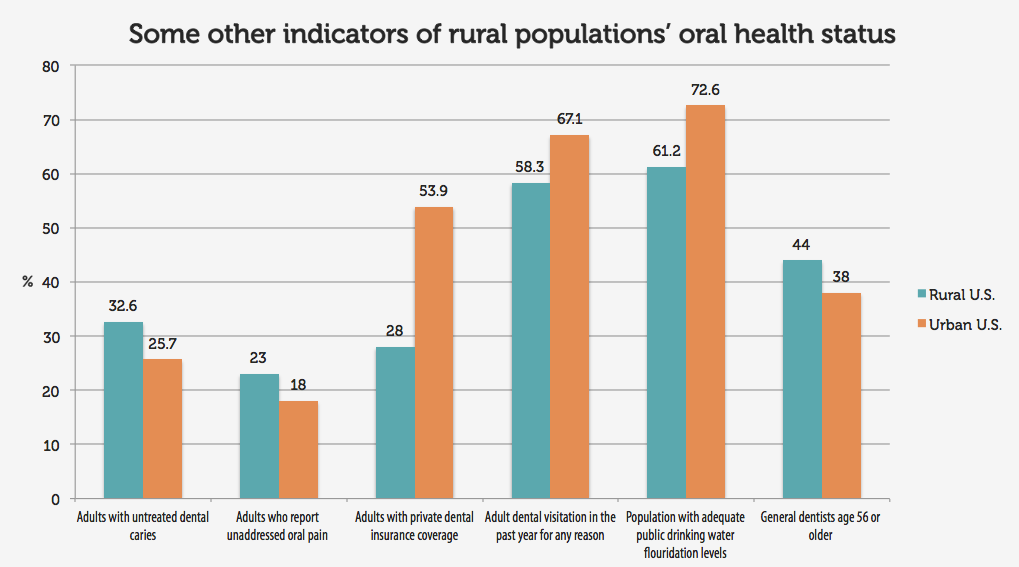 Some other indicators of rural populations’ oral health status
80
70
60
50
% 40
30
20
10
0
32.6
25.7
23
18
28
53.9
58.3
67.1
61.2
72.6
44
38
Adults with untreated dental
caries
Adults who report
unaddressed oral pain
Adults with private dental
insurance coverage
Adult dental visitation in the
past year for any reason
Population with adequate
public drinking water
flouridation levels
General dentists age 56 or
older
Rural U.S.
Urban U.S.